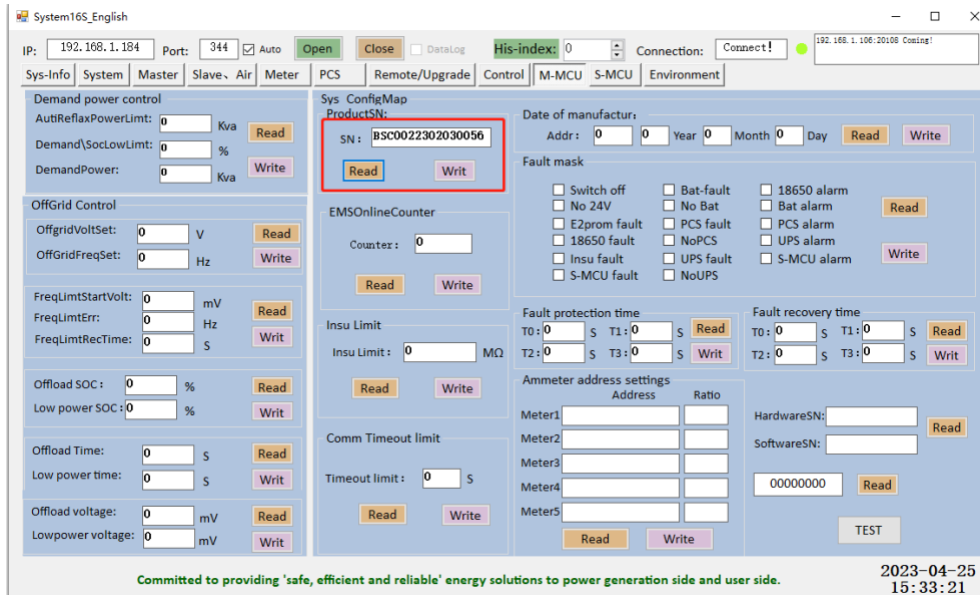 System16S_English
IP: 192.168.1.184 Port: 344 Auto Open Close DataLog His-index: 0 Connection: Connect! 192.168.1.106:20108 Coming!
Sys-Info System Master Slave、Air Meter PCS Remote/Upgrade Control M-MCU S-MCU Environment
Demand power control
AutiReflaxPowerLimt: 0 Kva Read
Demand\SocLowLimt: 0 %
DemandPower: 0 Kva Write
OffGrid Control
OffgridVoltSet: 0 V Read
OffGridFreqSet: 0 Hz Write
FreqLimtStartVolt: 0 mV Read
FreqLimtErr: 0 Hz
FreqLimtRecTime: 0 S Writ
Offload SOC: 0 % Read
Low power SOC: 0 % Writ
Offload Time: 0 S Read
Low power time: 0 S Writ
Offload voltage: 0 mV Read
Lowpower voltage: 0 mV Writ
Sys_ConfigMap
ProductSN:
SN: BSC0022302030056
Read Writ
EMSOnlineCounter
Counter: 0
Read Write
Insu Limit
Insu Limit: 0 MΩ
Read Write
Comm Timeout limit
Timeout limit: 0 S
Read Write
Date of manufactur:
Addr: 0 0 Year 0 Month 0 Day Read Write
Fault mask
Switch off Bat-fault 18650 alarm
No 24V No Bat Bat alarm Read
E2prom fault PCS fault PCS alarm
18650 fault NoPCS UPS alarm
Insu fault UPS fault S-MCU alarm Write
S-MCU fault NoUPS
Fault protection time
T0: 0 S T1: 0 S Read
T2: 0 S T3: 0 S Writ
Fault recovery time
T0: 0 S T1: 0 S Read
T2: 0 S T3: 0 S Writ
Ammeter address settings
Address Ratio
Meter1
Meter2
Meter3
Meter4
Meter5
Read Write
HardwareSN:
Read
SoftwareSN:
00000000 Read
TEST
Committed to providing 'safe, efficient and reliable' energy solutions to power generation side and user side.
2023-04-25
15:33:21